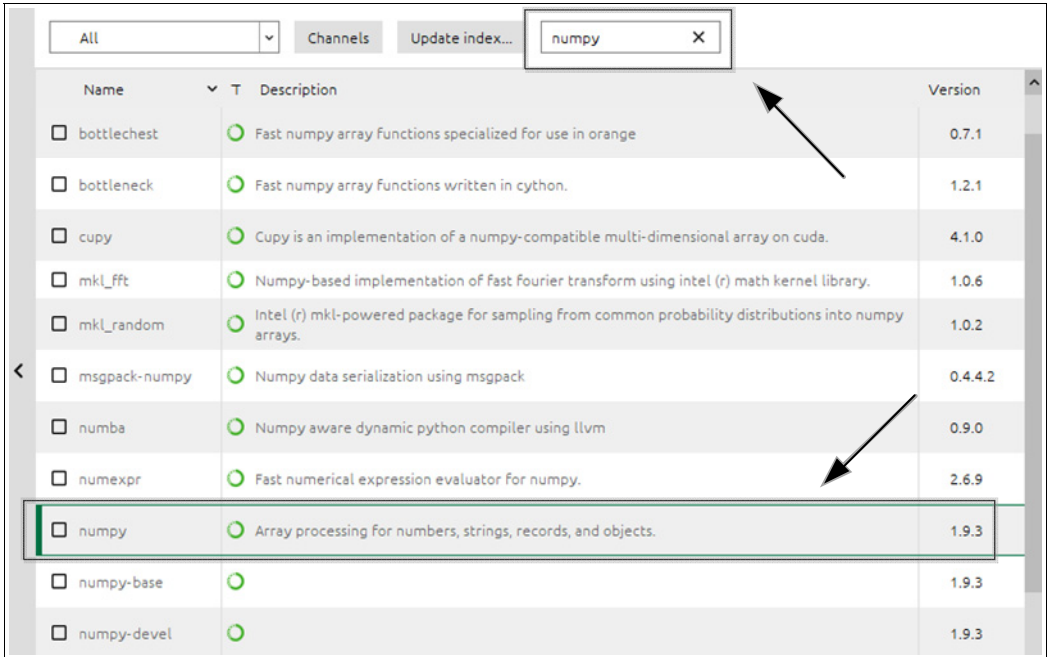 All Channels Update index... numpy
Name T Description Version
bottlechest Fast numpy array functions specialized for use in orange 0.7.1
bottleneck Fast numpy array functions written in cython. 1.2.1
cupy Cupy is an implementation of a numpy-compatible multi-dimensional array on cuda. 4.1.0
mkl_fft Numpy-based implementation of fast fourier transform using intel (r) math kernel library. 1.0.6
mkl_random Intel (r) mkl-powered package for sampling from common probability distributions into numpy
arrays. 1.0.2
msgpack-numpy Numpy data serialization using msgpack 0.4.4.2
numba Numpy aware dynamic python compiler using llvm 0.9.0
numexpr Fast numerical expression evaluator for numpy. 2.6.9
numpy Array processing for numbers, strings, records, and objects. 1.9.3
numpy-base 1.9.3
numpy-devel 1.9.3